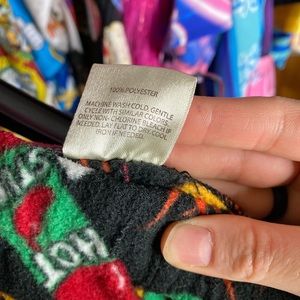 100% POLYESTER
MACHINE WASH COLD, GENTLE
CYCLE WITH SIMILAR COLORS
ONLY NON- CHLORINE BLEACH IF
NEEDED. LAY FLAT TO DRY. COOL
IRON IF NEEDED.
HOT